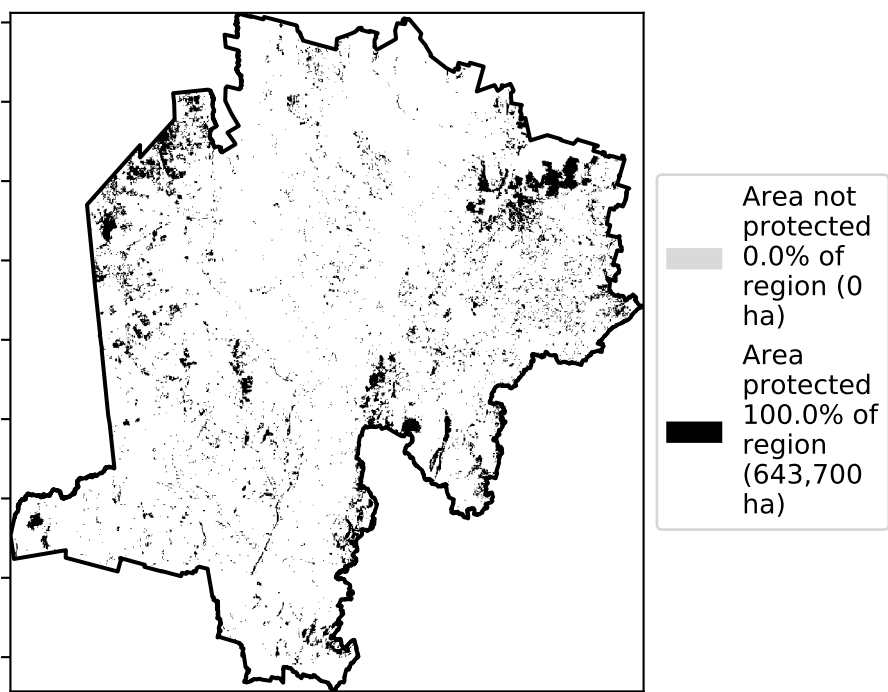 Area not
protected
0.0% of
region (0
ha)
Area
protected
100.0% of
region
(643,700
ha)